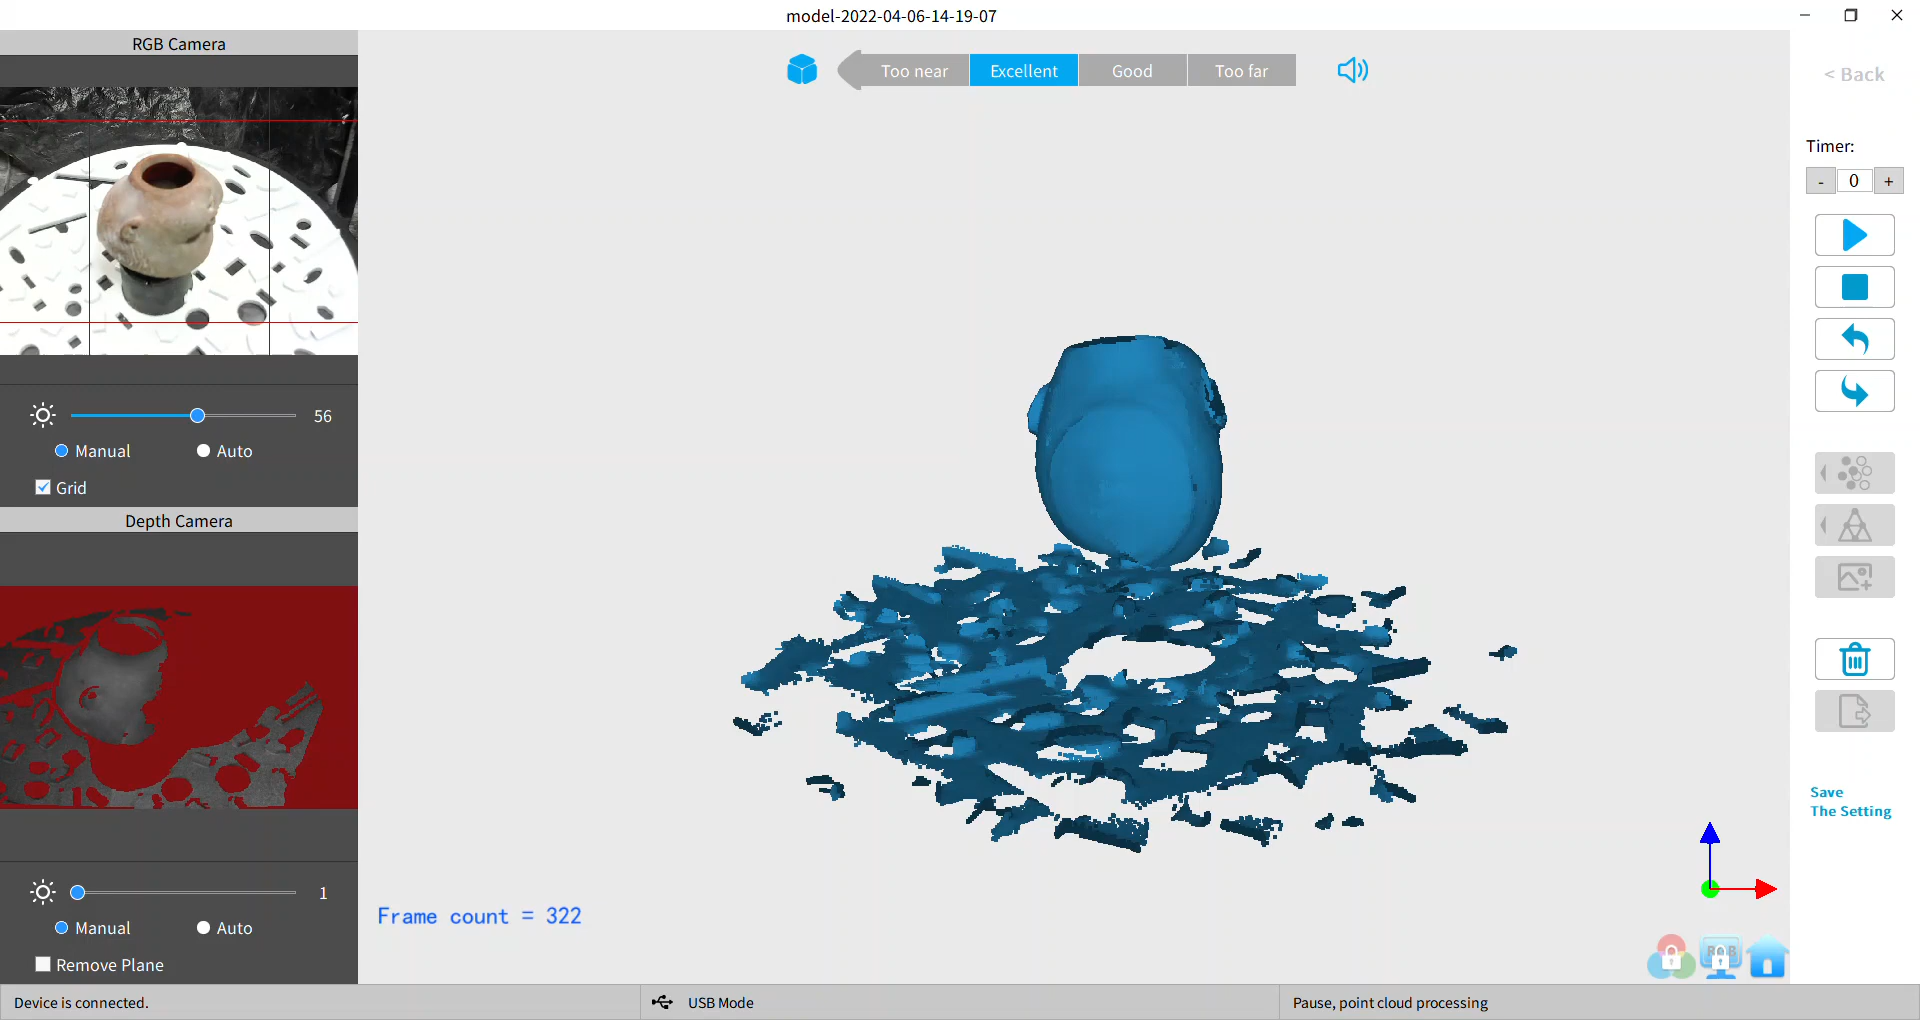 model-2022-04-06-14-19-07
RGB Camera
56
Manual
Auto
Grid
Depth Camera
1
Manual
Auto
Remove Plane
Too near
Excellent
Good
Too far
Frame count = 322
< Back
Timer:
- 0 +
Save
The Setting
RGB
Device is connected.
USB Mode
Pause, point cloud processing